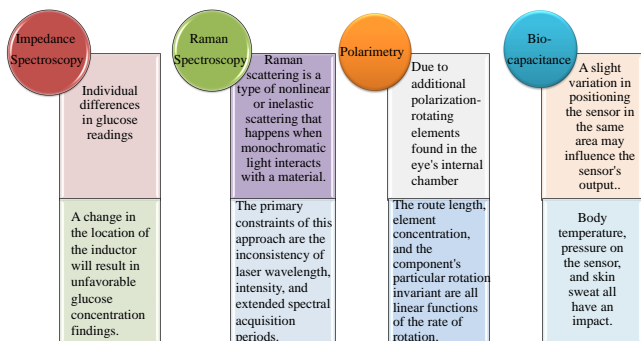 Impedance
Spectroscopy
Individual
differences
in glucose
readings
A change in
the location of
the inductor
will result in
unfavorable
glucose
concentration
findings.
Raman
Spectroscopy
Raman
scattering is a
type of nonlinear
or inelastic
scattering that
happens when
monochromatic
light interacts
with a material.
The primary
constraints of this
approach are the
inconsistency of
laser wavelength,
intensity, and
extended spectral
acquisition
periods.
Polarimetry
Due to
additional
polarization-
rotating
elements
found in the
eye's internal
chamber
The route length,
element
concentration,
and the
component's
particular rotation
invariant are all
linear functions
of the rate of
rotation.
Bio-
capacitance
A slight
variation in
positioning
the sensor in
the same
area may
influence the
sensor's
output..
Body
temperature,
pressure on
the sensor,
and skin
sweat all
have an
impact.